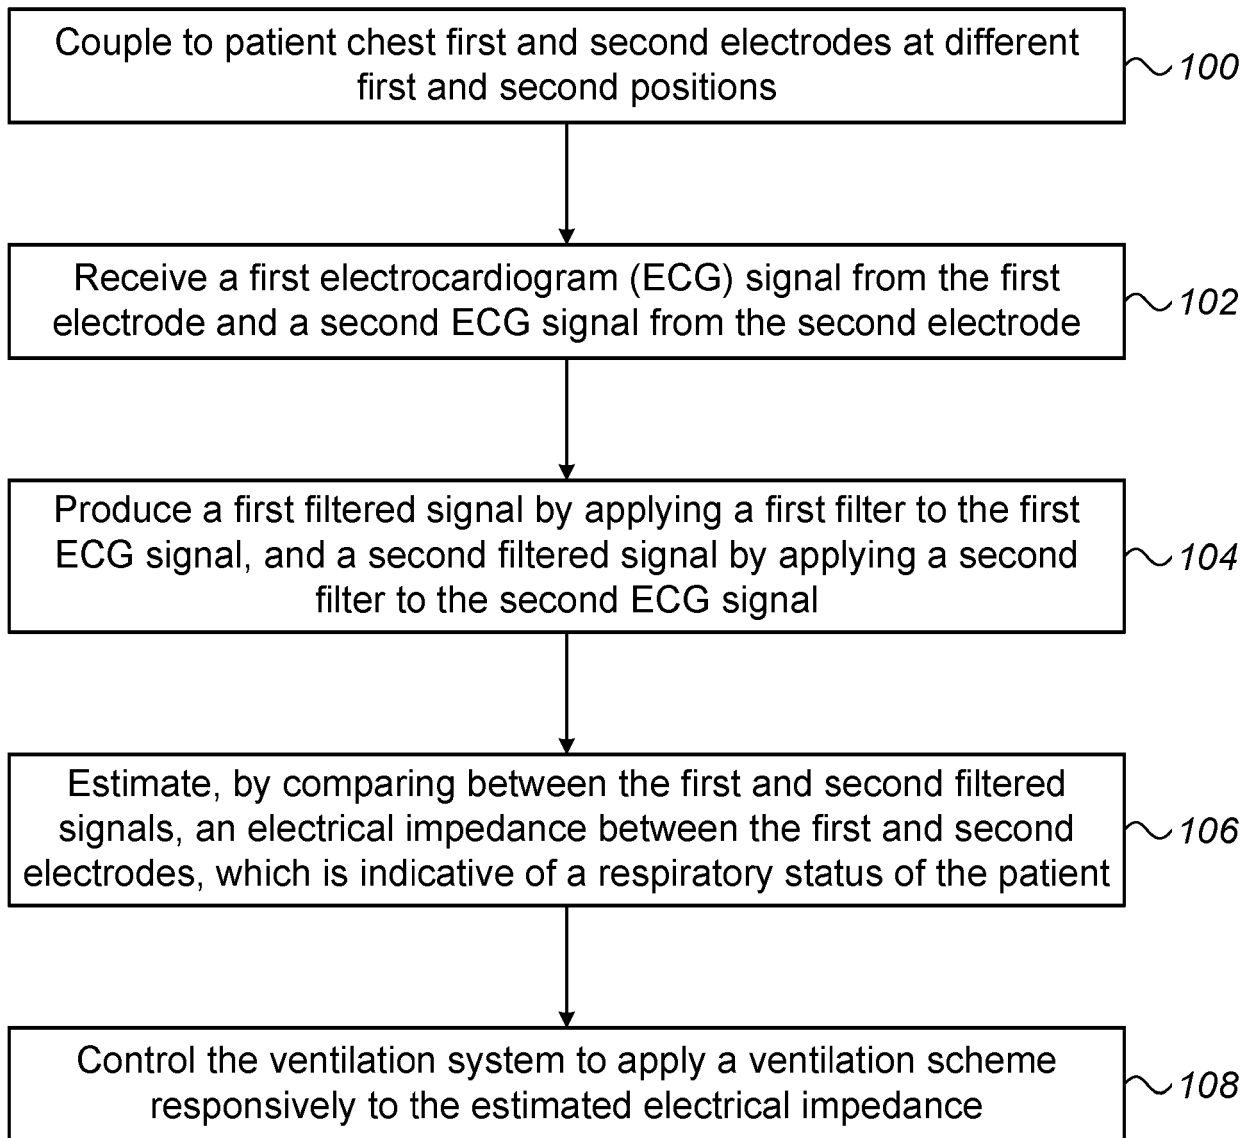 Couple to patient chest first and second electrodes at different
first and second positions
100
Receive a first electrocardiogram (ECG) signal from the first
electrode and a second ECG signal from the second electrode
102
Produce a first filtered signal by applying a first filter to the first
ECG signal, and a second filtered signal by applying a second
filter to the second ECG signal
104
Estimate, by comparing between the first and second filtered
signals, an electrical impedance between the first and second
electrodes, which is indicative of a respiratory status of the patient
106
Control the ventilation system to apply a ventilation scheme
responsively to the estimated electrical impedance
108